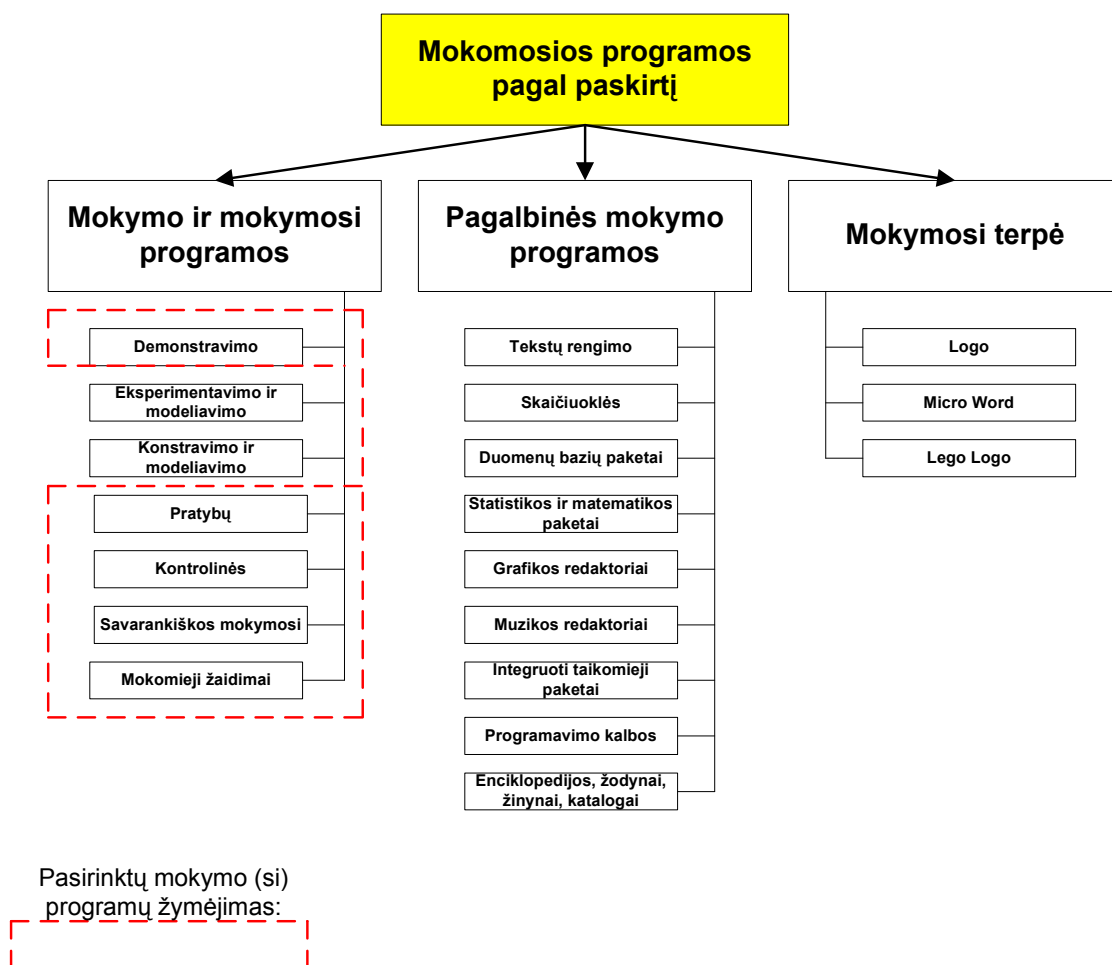 Mokomosios programos
pagal paskirtį
Mokymo ir mokymosi
programos
Demonstravimo
Eksperimentavimo ir
modeliavimo
Konstravimo ir
modeliavimo
Pratybų
Kontrolinės
Savarankiškos mokymosi
Mokomieji žaidimai
Pagalbinės mokymo
programos
Tekstų rengimo
Skaičiuoklės
Duomenų bazių paketai
Statistikos ir matematikos
paketai
Grafikos redaktoriai
Muzikos redaktoriai
Integruoti taikomieji
paketai
Programavimo kalbos
Enciklopedijos, žodynai,
žinynai, katalogai
Mokymosi terpė
Logo
Micro Word
Lego Logo
Pasirinktų mokymo (si)
programų žymėjimas: